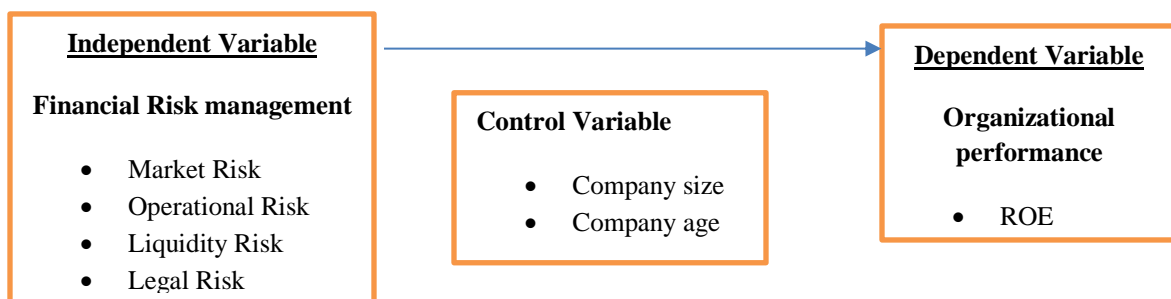 Independent Variable
Financial Risk management
• Market Risk
• Operational Risk
• Liquidity Risk
• Legal Risk
Control Variable
• Company size
• Company age
Dependent Variable
Organizational
performance
• ROE